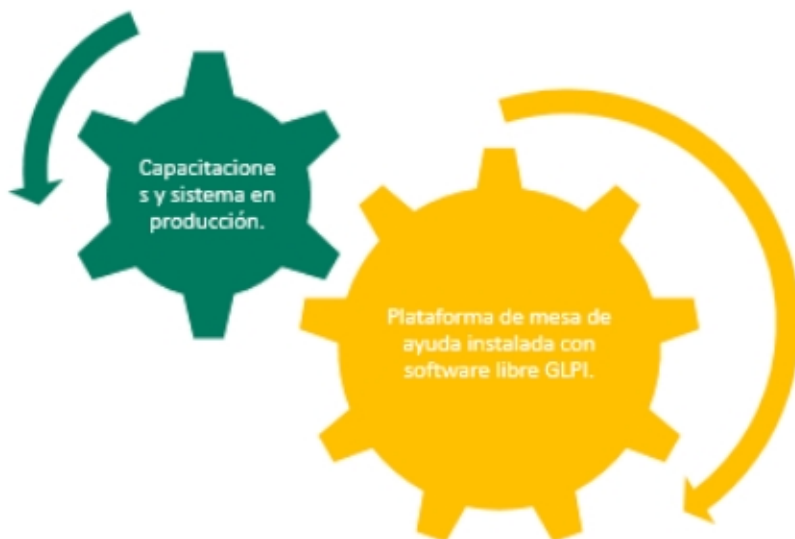 Capacitacione
s y sistema en
producción.
Plataforma de mesa de
ayuda instalada con
software libre GLPI.